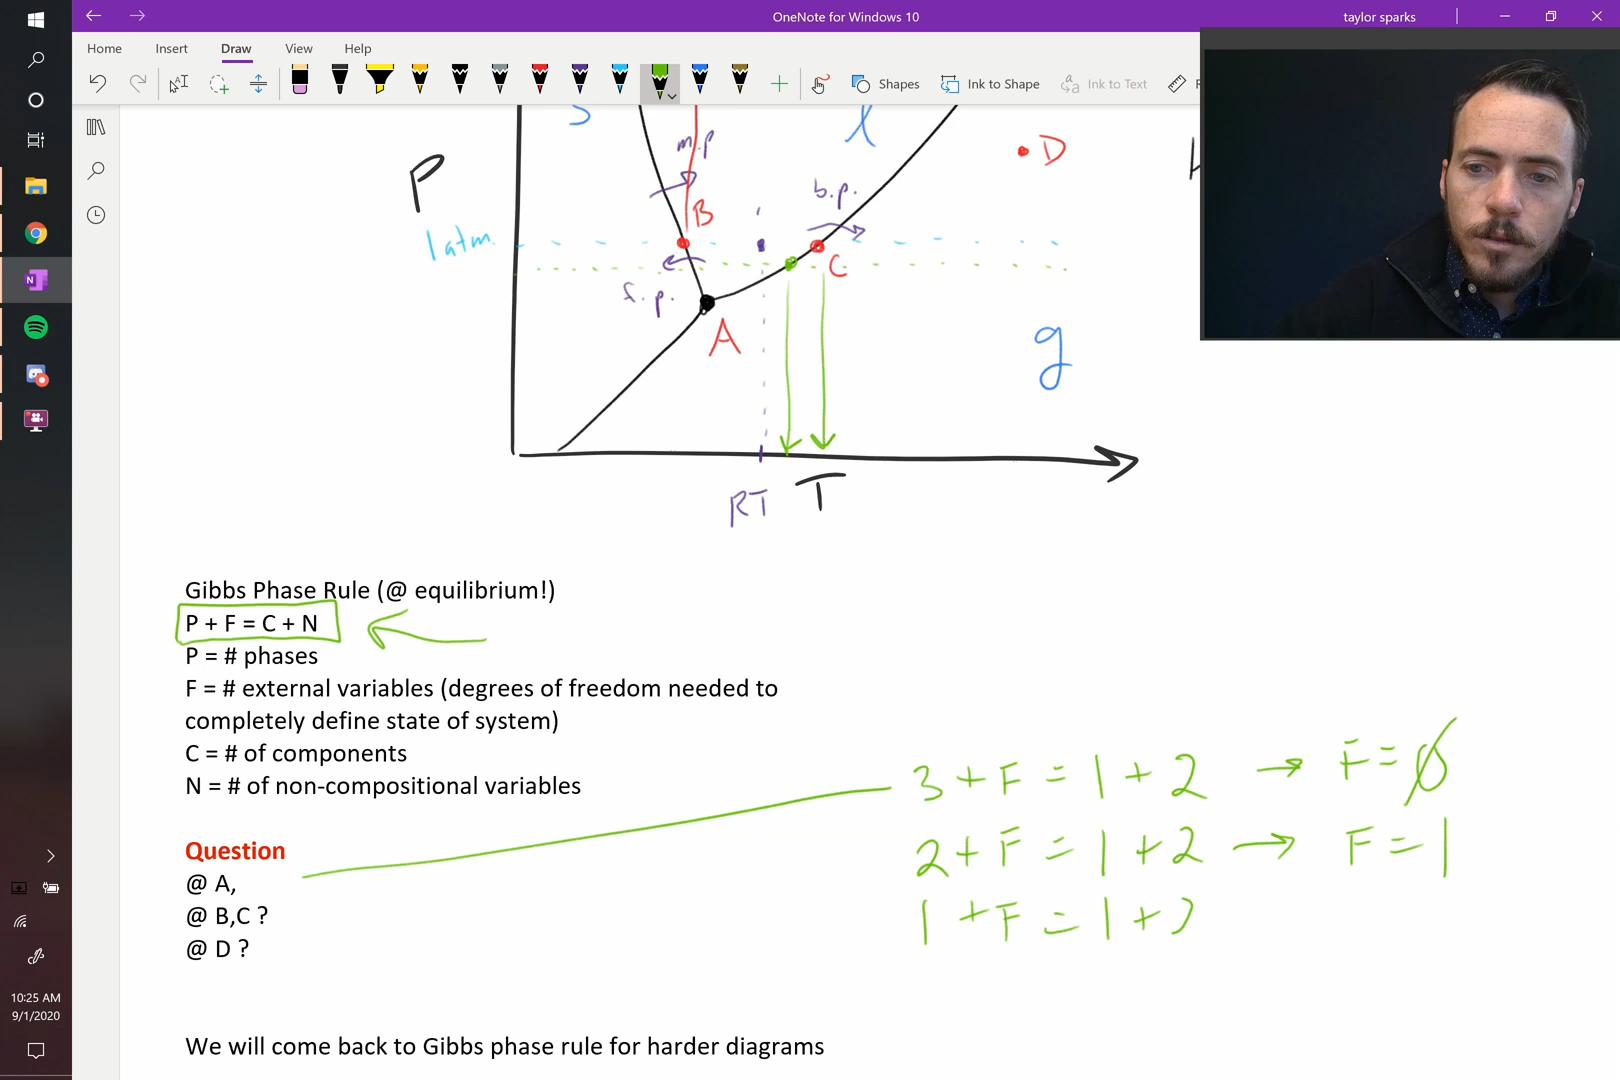 OneNote for Windows 10
taylor sparks
Home Insert Draw View Help
Shapes Ink to Shape Ink to Text
s
l
P
m.p
D
B
b.p.
1 atm.
C
f.p.
A
g
RT
T
Gibbs Phase Rule (@ equilibrium!)
P + F = C + N
P = # phases
F = # external variables (degrees of freedom needed to
completely define state of system)
C = # of components
N = # of non-compositional variables
3 + F = 1 + 2 → F = 0
2 + F = 1 + 2 → F = 1
1 + F = 1 + 2
Question
@ A,
@ B,C ?
@ D ?
We will come back to Gibbs phase rule for harder diagrams
10:25 AM
9/1/2020